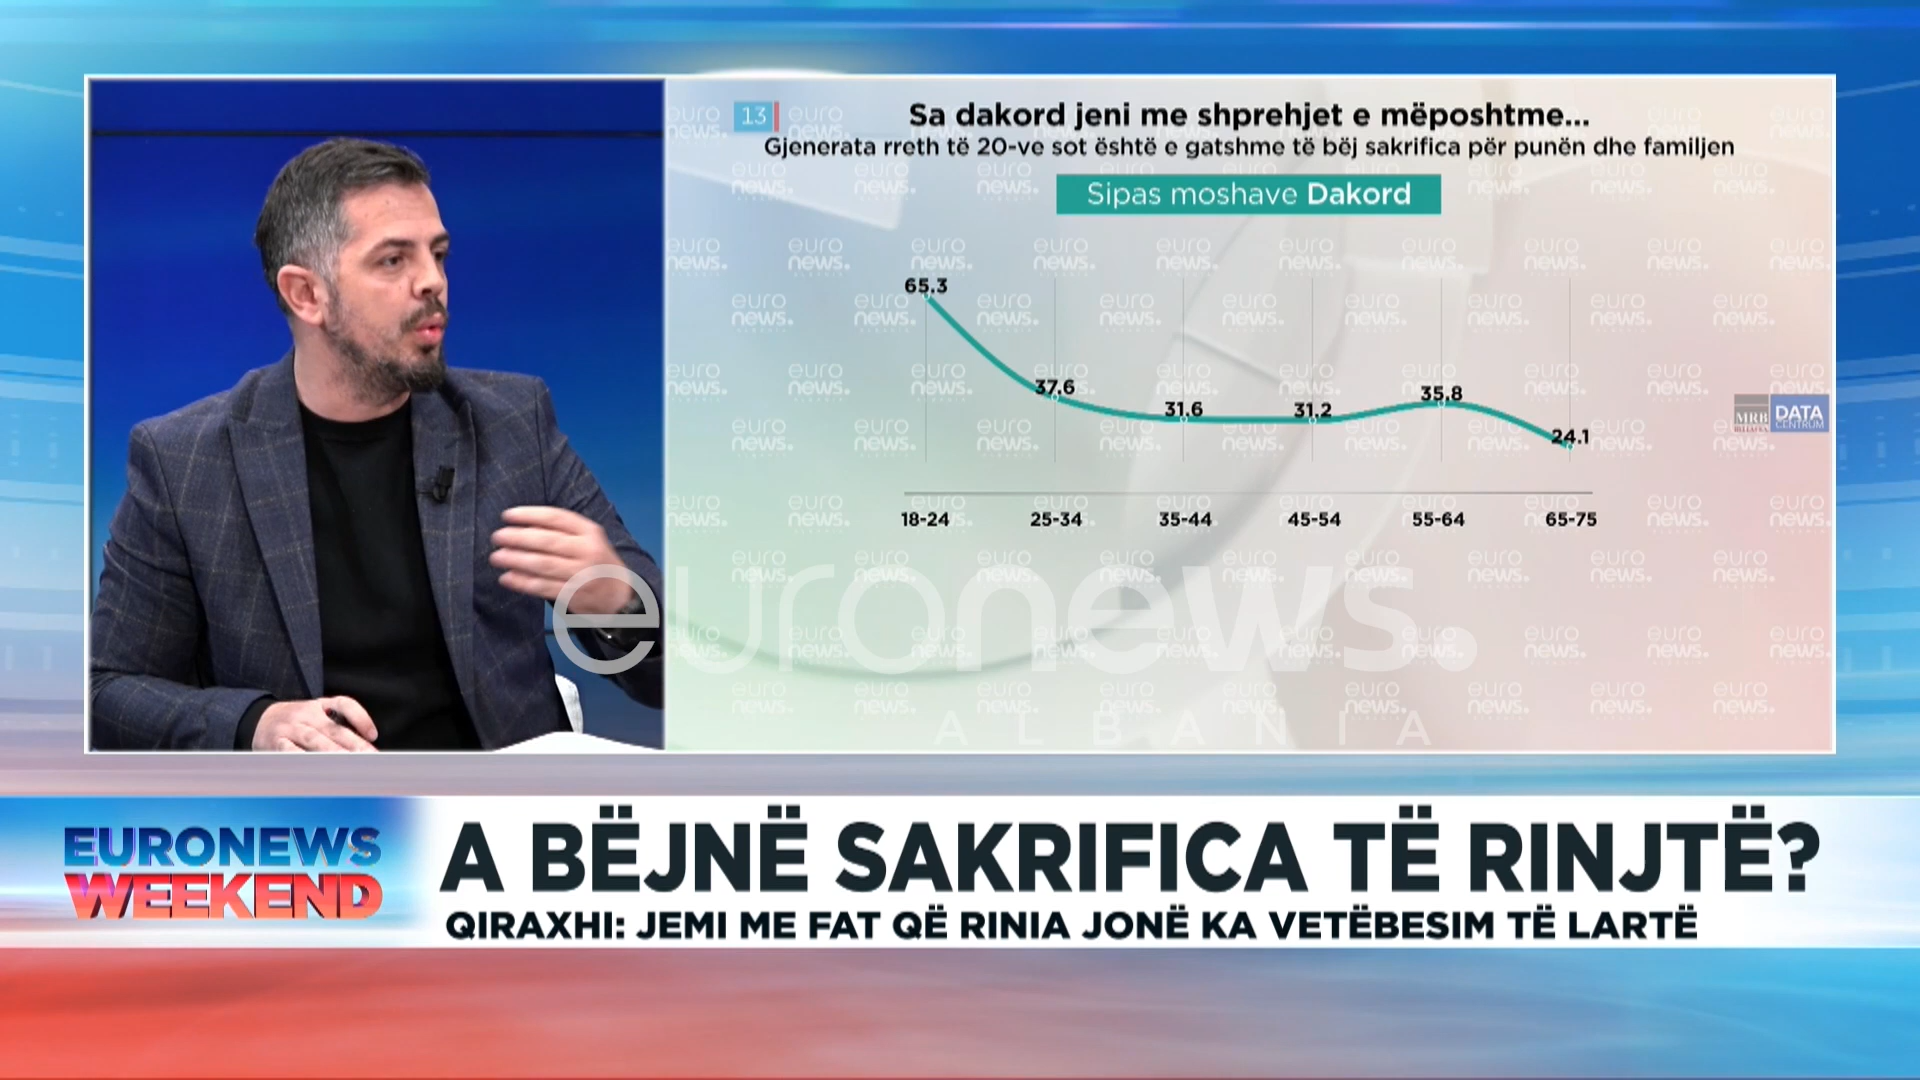 13
Sa dakord jeni me shprehjet e mëposhtme...
Gjenerata rreth të 20-ve sot është e gatshme të bëj sakrifica për punën dhe familjen
Sipas moshave Dakord
65.3
37.6
31.6
31.2
35.8
24.1
MRB
DATA
CENTRUM
18-24
25-34
35-44
45-54
55-64
65-75
euronews.
ALBANIA
EURONEWS
WEEKEND
A BËJNË SAKRIFICA TË RINJTË?
QIRAXHI: JEMI ME FAT QË RINIA JONË KA VETËBESIM TË LARTË